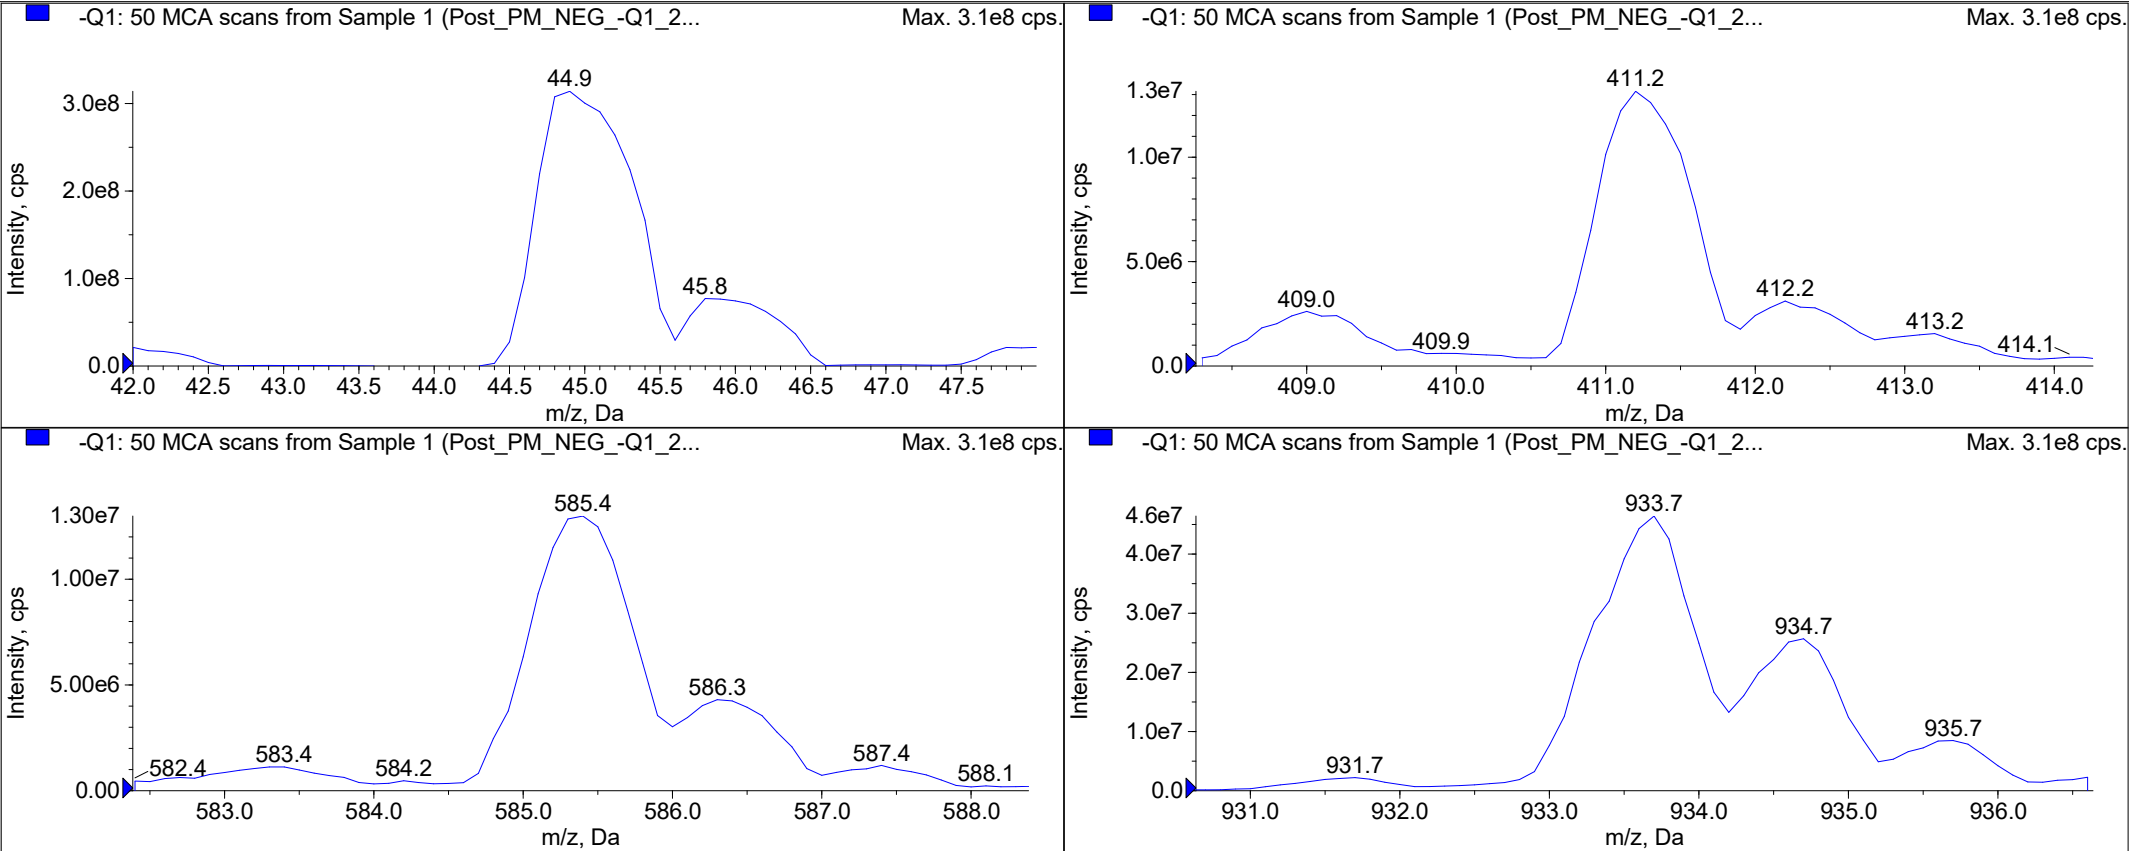 -Q1: 50 MCA scans from Sample 1 (Post_PM_NEG_-Q1_2... Max. 3.1e8 cps.
44.9
3.0e8
2.0e8
1.0e8
0.0
45.8
42.0 42.5 43.0 43.5 44.0 44.5 45.0 45.5 46.0 46.5 47.0 47.5
m/z, Da
Intensity, cps
-Q1: 50 MCA scans from Sample 1 (Post_PM_NEG_-Q1_2... Max. 3.1e8 cps.
411.2
1.3e7
1.0e7
5.0e6
0.0
409.0
409.9
412.2
413.2
414.1
409.0 410.0 411.0 412.0 413.0 414.0
m/z, Da
Intensity, cps
-Q1: 50 MCA scans from Sample 1 (Post_PM_NEG_-Q1_2... Max. 3.1e8 cps.
585.4
1.30e7
1.00e7
5.00e6
0.00
582.4
583.4
584.2
586.3
587.4
588.1
583.0 584.0 585.0 586.0 587.0 588.0
m/z, Da
Intensity, cps
-Q1: 50 MCA scans from Sample 1 (Post_PM_NEG_-Q1_2... Max. 3.1e8 cps.
933.7
4.6e7
4.0e7
3.0e7
2.0e7
1.0e7
0.0
931.7
934.7
935.7
931.0 932.0 933.0 934.0 935.0 936.0
m/z, Da
Intensity, cps